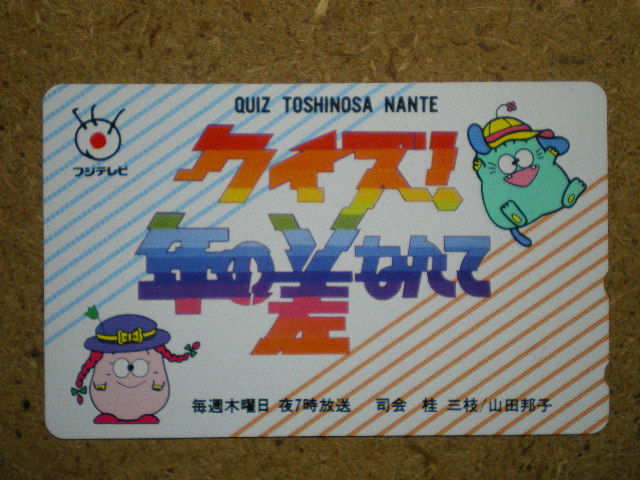 QUIZ TOSHINOSA NANTE
フジテレビ
クイズ!
年の差なんて
毎週木曜日 夜7時放送 司会 桂 三枝/山田邦子